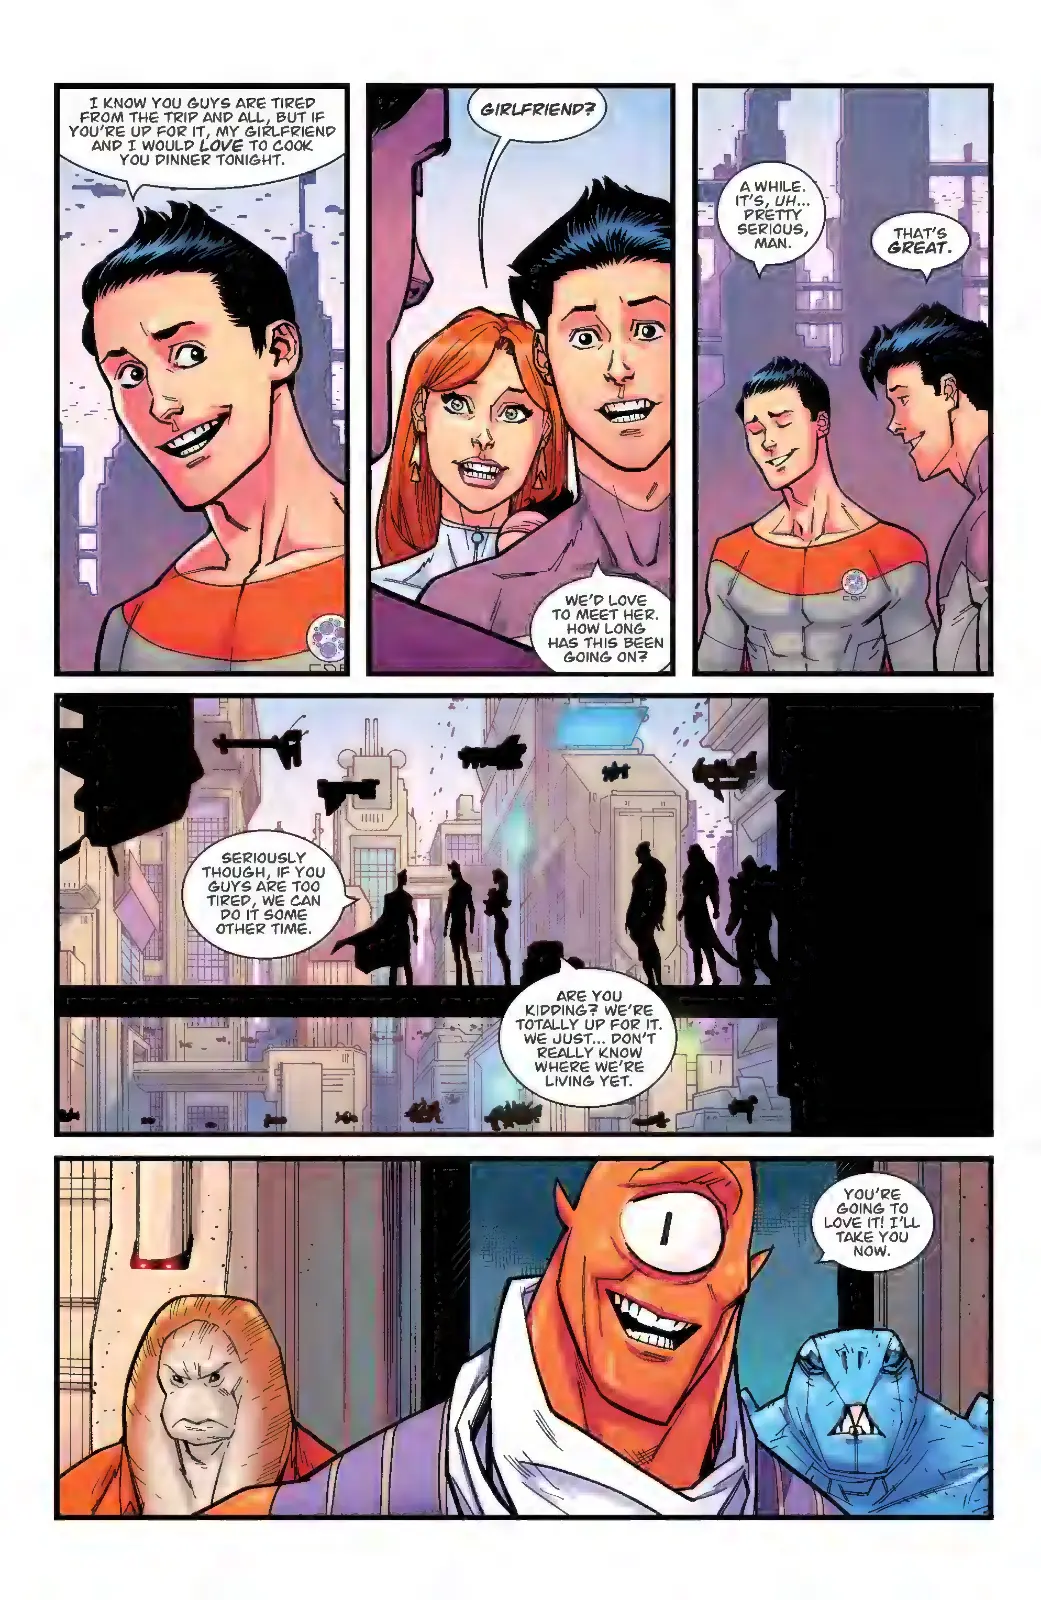 I KNOW YOU GUYS ARE TIRED
FROM THE TRIP AND ALL, BUT IF
YOU'RE UP FOR IT, MY GIRLFRIEND
AND I WOULD LOVE TO COOK
YOU DINNER TONIGHT.
GIRLFRIEND?
WE'D LOVE
TO MEET HER.
HOW LONG
HAS THIS BEEN
GOING ON?
A WHILE.
IT'S, UH...
PRETTY
SERIOUS,
MAN.
THAT'S
GREAT.
SERIOUSLY
THOUGH, IF YOU
GUYS ARE TOO
TIRED, WE CAN
DO IT SOME
OTHER TIME.
ARE YOU
KIDDING? WE'RE
TOTALLY UP FOR IT.
WE JUST... DON'T
REALLY KNOW
WHERE WE'RE
LIVING YET.
YOU'RE
GOING TO
LOVE IT! I'LL
TAKE YOU
NOW.